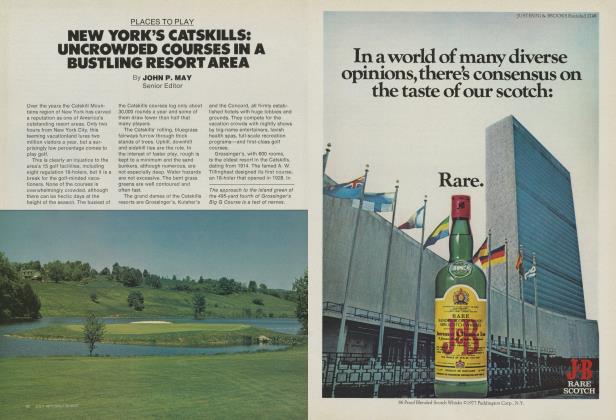 PLACES TO PLAY
NEW YORK'S CATSKILLS:
UNCROWDED COURSES IN A
BUSTLING RESORT AREA
By JOHN P. MAY
Senior Editor
Over the years the Catskill Moun-
tains region of New York has carved
a reputation as one of America's
outstanding resort areas. Only two
hours from New York City, this
teeming vacationland lures two
million visitors a year, but a sur-
prisingly low percentage comes to
play golf.
This is clearly an injustice to the
area's 15 golf facilities, including
eight regulation 18-holers, but it is a
break for the golf-minded vaca-
tioners. None of the courses is
overwhelmingly crowded, although
there can be hectic days at the
height of the season. The busiest of
the Catskills courses log only about
30,000 rounds a year and some of
them draw fewer than half that
many players.
The Catskills' rolling, bluegrass
fairways furrow through thick
stands of trees. Uphill, downhill
and sidehill lies are the rule. In
the interest of faster play, rough is
kept to a minimum and the sand
bunkers, although numerous, are
not especially deep. Water hazards
are not excessive. The bent grass
greens are well contoured and
often fast.
The grand dames of the Catskills
resorts are Grossinger's, Kutsher's
and the Concord, all firmly estab-
lished hotels with huge lobbies and
grounds. They compete for the
vacation crowds with nightly shows
by big-name entertainers, lavish
health spas, full-scale recreation
programs—and first-class golf
courses.
Grossinger's, with 600 rooms,
is the oldest resort in the Catskills,
dating from 1914. The famed A. W.
Tillinghast designed its first course,
an 18-holer that opened in 1928. In
The approach to the island green of
the 495-yard fourth of Grossinger's
Big G Course is a test of nerves.
JUSTERINI & BROOKS Founded 1749
In a world of many diverse
opinions, there's consensus on
the taste of our scotch:
Rare.
RARE
J&B
J&B
RARE
SCOTCH
86 Proof Blended Scotch Whisky ©1977 Paddington Corp., N.Y.